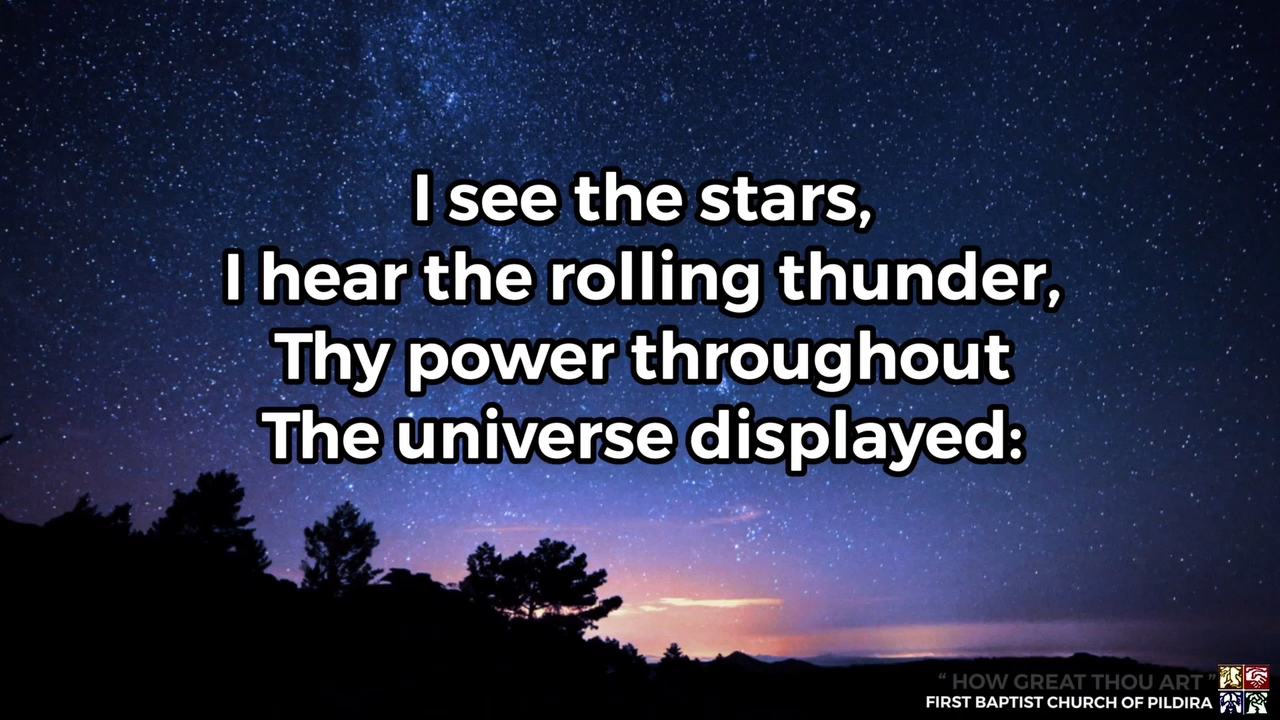 I see the stars,
I hear the rolling thunder,
Thy power throughout
The universe displayed:
“ HOW GREAT THOU ART ”
FIRST BAPTIST CHURCH OF PILDIRA